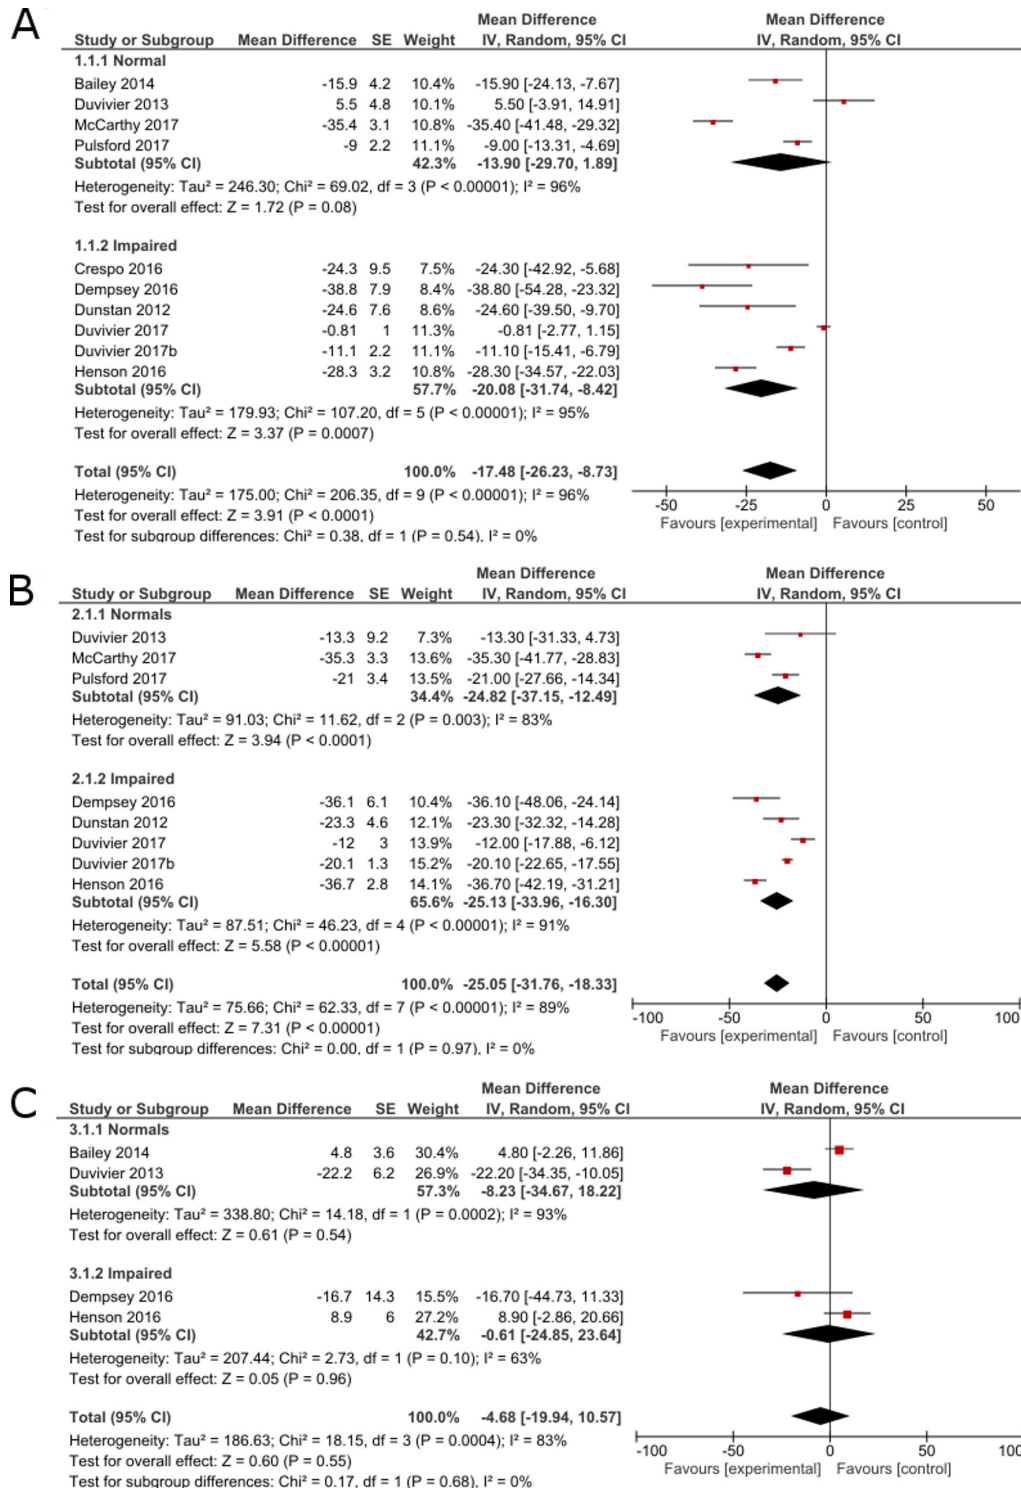 A
Mean Difference Mean Difference
Study or Subgroup Mean Difference SE Weight IV, Random, 95% CI IV, Random, 95% CI
1.1.1 Normal
Bailey 2014 -15.9 4.2 10.4% -15.90 [-24.13, -7.67]
Duvivier 2013 5.5 4.8 10.1% 5.50 [-3.91, 14.91]
McCarthy 2017 -35.4 3.1 10.8% -35.40 [-41.48, -29.32]
Pulsford 2017 -9 2.2 11.1% -9.00 [-13.31, -4.69]
Subtotal (95% CI) 42.3% -13.90 [-29.70, 1.89]
Heterogeneity: Tau² = 246.30; Chi² = 69.02, df = 3 (P < 0.00001); I² = 96%
Test for overall effect: Z = 1.72 (P = 0.08)
1.1.2 Impaired
Crespo 2016 -24.3 9.5 7.5% -24.30 [-42.92, -5.68]
Dempsey 2016 -38.8 7.9 8.4% -38.80 [-54.28, -23.32]
Dunstan 2012 -24.6 7.6 8.6% -24.60 [-39.50, -9.70]
Duvivier 2017 -0.81 1 11.3% -0.81 [-2.77, 1.15]
Duvivier 2017b -11.1 2.2 11.1% -11.10 [-15.41, -6.79]
Henson 2016 -28.3 3.2 10.8% -28.30 [-34.57, -22.03]
Subtotal (95% CI) 57.7% -20.08 [-31.74, -8.42]
Heterogeneity: Tau² = 179.93; Chi² = 107.20, df = 5 (P < 0.00001); I² = 95%
Test for overall effect: Z = 3.37 (P = 0.0007)
Total (95% CI) 100.0% -17.48 [-26.23, -8.73]
Heterogeneity: Tau² = 175.00; Chi² = 206.35, df = 9 (P < 0.00001); I² = 96%
Test for overall effect: Z = 3.91 (P < 0.0001)
Test for subgroup differences: Chi² = 0.38, df = 1 (P = 0.54), I² = 0%
-50 -25 0 25 50
Favours [experimental] Favours [control]
B
Mean Difference Mean Difference
Study or Subgroup Mean Difference SE Weight IV, Random, 95% CI IV, Random, 95% CI
2.1.1 Normals
Duvivier 2013 -13.3 9.2 7.3% -13.30 [-31.33, 4.73]
McCarthy 2017 -35.3 3.3 13.6% -35.30 [-41.77, -28.83]
Pulsford 2017 -21 3.4 13.5% -21.00 [-27.66, -14.34]
Subtotal (95% CI) 34.4% -24.82 [-37.15, -12.49]
Heterogeneity: Tau² = 91.03; Chi² = 11.62, df = 2 (P = 0.003); I² = 83%
Test for overall effect: Z = 3.94 (P < 0.0001)
2.1.2 Impaired
Dempsey 2016 -36.1 6.1 10.4% -36.10 [-48.06, -24.14]
Dunstan 2012 -23.3 4.6 12.1% -23.30 [-32.32, -14.28]
Duvivier 2017 -12 3 13.9% -12.00 [-17.88, -6.12]
Duvivier 2017b -20.1 1.3 15.2% -20.10 [-22.65, -17.55]
Henson 2016 -36.7 2.8 14.1% -36.70 [-42.19, -31.21]
Subtotal (95% CI) 65.6% -25.13 [-33.96, -16.30]
Heterogeneity: Tau² = 87.51; Chi² = 46.23, df = 4 (P < 0.00001); I² = 91%
Test for overall effect: Z = 5.58 (P < 0.00001)
Total (95% CI) 100.0% -25.05 [-31.76, -18.33]
Heterogeneity: Tau² = 75.66; Chi² = 62.33, df = 7 (P < 0.00001); I² = 89%
Test for overall effect: Z = 7.31 (P < 0.00001)
Test for subgroup differences: Chi² = 0.00, df = 1 (P = 0.97), I² = 0%
-100 -50 0 50 100
Favours [experimental] Favours [control]
C
Mean Difference Mean Difference
Study or Subgroup Mean Difference SE Weight IV, Random, 95% CI IV, Random, 95% CI
3.1.1 Normals
Bailey 2014 4.8 3.6 30.4% 4.80 [-2.26, 11.86]
Duvivier 2013 -22.2 6.2 26.9% -22.20 [-34.35, -10.05]
Subtotal (95% CI) 57.3% -8.23 [-34.67, 18.22]
Heterogeneity: Tau² = 338.80; Chi² = 14.18, df = 1 (P = 0.0002); I² = 93%
Test for overall effect: Z = 0.61 (P = 0.54)
3.1.2 Impaired
Dempsey 2016 -16.7 14.3 15.5% -16.70 [-44.73, 11.33]
Henson 2016 8.9 6 27.2% 8.90 [-2.86, 20.66]
Subtotal (95% CI) 42.7% -0.61 [-24.85, 23.64]
Heterogeneity: Tau² = 207.44; Chi² = 2.73, df = 1 (P = 0.10); I² = 63%
Test for overall effect: Z = 0.05 (P = 0.96)
Total (95% CI) 100.0% -4.68 [-19.94, 10.57]
Heterogeneity: Tau² = 186.63; Chi² = 18.15, df = 3 (P = 0.0004); I² = 83%
Test for overall effect: Z = 0.60 (P = 0.55)
Test for subgroup differences: Chi² = 0.17, df = 1 (P = 0.68), I² = 0%
-100 -50 0 50 100
Favours [experimental] Favours [control]